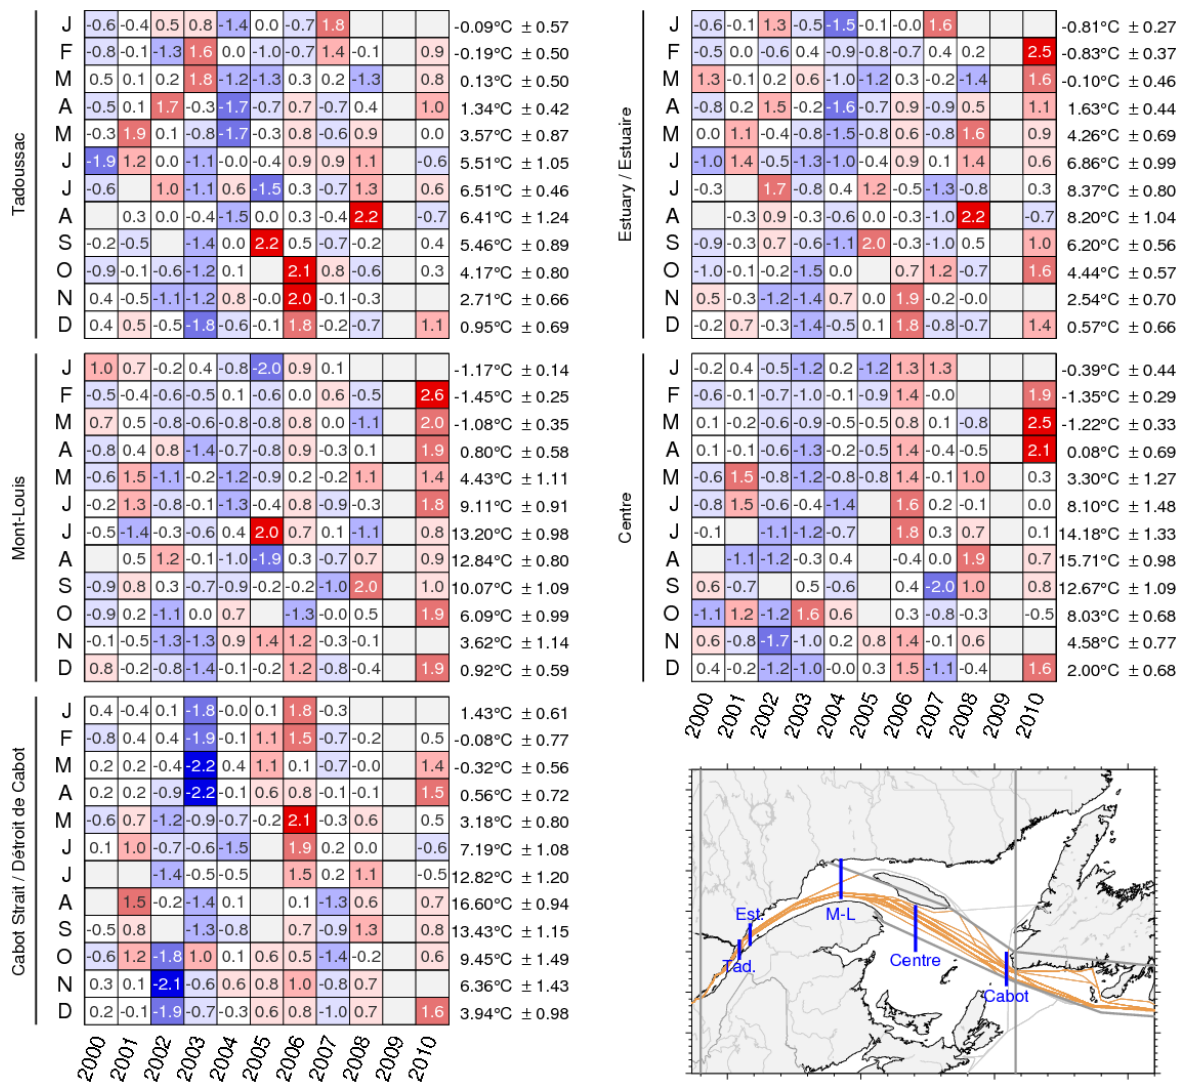 Tadoussac
J -0.6 -0.4 0.5 0.8 -1.4 0.0 -0.7 1.8 -0.09°C ± 0.57
F -0.8 -0.1 -1.3 1.6 0.0 -1.0 -0.7 1.4 -0.1 0.9 -0.19°C ± 0.50
M 0.5 0.1 0.2 1.8 -1.2 -1.3 0.3 0.2 -1.3 0.8 0.13°C ± 0.50
A -0.5 0.1 1.7 -0.3 -1.7 -0.7 0.7 -0.7 0.4 1.0 1.34°C ± 0.42
M -0.3 1.9 0.1 -0.8 -1.7 -0.3 0.8 -0.6 0.9 0.0 3.57°C ± 0.87
J -1.9 1.2 0.0 -1.1 -0.0 -0.4 0.9 0.9 1.1 -0.6 5.51°C ± 1.05
J -0.6 1.0 -1.1 0.6 -1.5 0.3 -0.7 1.3 0.6 6.51°C ± 0.46
A 0.3 0.0 -0.4 -1.5 0.0 0.3 -0.4 2.2 -0.7 6.41°C ± 1.24
S -0.2 -0.5 -1.4 0.0 2.2 0.5 -0.7 -0.2 0.4 5.46°C ± 0.89
O -0.9 -0.1 -0.6 -1.2 0.1 2.1 0.8 -0.6 0.3 4.17°C ± 0.80
N 0.4 -0.5 -1.1 -1.2 0.8 -0.0 2.0 -0.1 -0.3 2.71°C ± 0.66
D 0.4 0.5 -0.5 -1.8 -0.6 -0.1 1.8 -0.2 -0.7 1.1 0.95°C ± 0.69
Estuary / Estuaire
J -0.6 -0.1 1.3 -0.5 -1.5 -0.1 -0.0 1.6 -0.81°C ± 0.27
F -0.5 0.0 -0.6 0.4 -0.9 -0.8 -0.7 0.4 0.2 2.5 -0.83°C ± 0.37
M 1.3 -0.1 0.2 0.6 -1.0 -1.2 0.3 -0.2 -1.4 1.6 -0.10°C ± 0.46
A -0.8 0.2 1.5 -0.2 -1.6 -0.7 0.9 -0.9 0.5 1.1 1.63°C ± 0.44
M 0.0 1.1 -0.4 -0.8 -1.5 -0.8 0.6 -0.8 1.6 0.9 4.26°C ± 0.69
J -1.0 1.4 -0.5 -1.3 -1.0 -0.4 0.9 0.1 1.4 0.6 6.86°C ± 0.99
J -0.3 1.7 -0.8 0.4 1.2 -0.5 -1.3 -0.8 0.3 8.37°C ± 0.80
A -0.3 0.9 -0.3 -0.6 0.0 -0.3 -1.0 2.2 -0.7 8.20°C ± 1.04
S -0.9 -0.3 0.7 -0.6 -1.1 2.0 -0.3 -1.0 0.5 1.0 6.20°C ± 0.56
O -1.0 -0.1 -0.2 -1.5 0.0 0.7 1.2 -0.7 1.6 4.44°C ± 0.57
N 0.5 -0.3 -1.2 -1.4 0.7 0.0 1.9 -0.2 -0.0 2.54°C ± 0.70
D -0.2 0.7 -0.3 -1.4 -0.5 0.1 1.8 -0.8 -0.7 1.4 0.57°C ± 0.66
Mont-Louis
J 1.0 0.7 -0.2 0.4 -0.8 -2.0 0.9 0.1 -1.17°C ± 0.14
F -0.5 -0.4 -0.6 -0.5 0.1 -0.6 0.0 0.6 -0.5 2.6 -1.45°C ± 0.25
M 0.7 0.5 -0.8 -0.6 -0.8 -0.8 0.8 0.0 -1.1 2.0 -1.08°C ± 0.35
A -0.8 0.4 0.8 -1.4 -0.7 -0.8 0.9 -0.3 0.1 1.9 0.80°C ± 0.58
M -0.6 1.5 -1.1 -0.2 -1.2 -0.9 0.2 -0.2 1.1 1.4 4.43°C ± 1.11
J -0.2 1.3 -0.8 -0.1 -1.3 -0.4 0.8 -0.9 -0.3 1.8 9.11°C ± 0.91
J -0.5 -1.4 -0.3 -0.6 0.4 2.0 0.7 0.1 -1.1 0.8 13.20°C ± 0.98
A 0.5 1.2 -0.1 -1.0 -1.9 0.3 -0.7 0.7 0.9 12.84°C ± 0.80
S -0.9 0.8 0.3 -0.7 -0.9 -0.2 -0.2 -1.0 2.0 1.0 10.07°C ± 1.09
O -0.9 0.2 -1.1 0.0 0.7 -1.3 -0.0 0.5 1.9 6.09°C ± 0.99
N -0.1 -0.5 -1.3 -1.3 0.9 1.4 1.2 -0.3 -0.1 3.62°C ± 1.14
D 0.8 -0.2 -0.8 -1.4 -0.1 -0.2 1.2 -0.8 -0.4 1.9 0.92°C ± 0.59
Centre
J -0.2 0.4 -0.5 -1.2 0.2 -1.2 1.3 1.3 -0.39°C ± 0.44
F -0.6 -0.1 -0.7 -1.0 -0.1 -0.9 1.4 -0.0 1.9 -1.35°C ± 0.29
M 0.1 -0.2 -0.6 -0.9 -0.5 -0.5 0.8 0.1 -0.8 2.5 -1.22°C ± 0.33
A 0.1 -0.1 -0.6 -1.3 -0.2 -0.5 1.4 -0.4 -0.5 2.1 0.08°C ± 0.69
M -0.6 1.5 -0.8 -1.2 -0.8 -0.8 1.4 -0.1 1.0 0.3 3.30°C ± 1.27
J -0.8 1.5 -0.6 -0.4 -1.4 1.6 0.2 -0.1 0.0 8.10°C ± 1.48
J -0.1 -1.1 -1.2 -0.7 1.8 0.3 0.7 0.1 14.18°C ± 1.33
A -1.1 -1.2 -0.3 0.4 -0.4 0.0 1.9 0.7 15.71°C ± 0.98
S 0.6 -0.7 0.5 -0.6 0.4 -2.0 1.0 0.8 12.67°C ± 1.09
O -1.1 1.2 -1.2 1.6 0.6 0.3 -0.8 -0.3 -0.5 8.03°C ± 0.68
N 0.6 -0.8 -1.7 -1.0 0.2 0.8 1.4 -0.1 0.6 4.58°C ± 0.77
D 0.4 -0.2 -1.2 -1.0 -0.0 0.3 1.5 -1.1 -0.4 1.6 2.00°C ± 0.68
2000 2001 2002 2003 2004 2005 2006 2007 2008 2009 2010
Cabot Strait / Détroit de Cabot
J 0.4 -0.4 0.1 -1.8 -0.0 0.1 1.8 -0.3 1.43°C ± 0.61
F -0.8 0.4 0.4 -1.9 -0.1 1.1 1.5 -0.7 -0.2 0.5 -0.08°C ± 0.77
M 0.2 0.2 -0.4 -2.2 0.4 1.1 0.1 -0.7 -0.0 1.4 -0.32°C ± 0.56
A 0.2 0.2 -0.9 -2.2 -0.1 0.6 0.8 -0.1 -0.1 1.5 0.56°C ± 0.72
M -0.6 0.7 -1.2 -0.9 -0.7 -0.2 2.1 -0.3 0.6 0.5 3.18°C ± 0.80
J 0.1 1.0 -0.7 -0.6 -1.5 1.9 0.2 0.0 -0.6 7.19°C ± 1.08
J -1.4 -0.5 -0.5 1.5 0.2 1.1 -0.5 12.82°C ± 1.20
A 1.5 -0.2 -1.4 0.1 0.1 -1.3 0.6 0.7 16.60°C ± 0.94
S -0.5 0.8 -1.3 -0.8 0.7 -0.9 1.3 0.8 13.43°C ± 1.15
O -0.6 1.2 -1.8 1.0 0.1 0.6 0.5 -1.4 -0.2 0.6 9.45°C ± 1.49
N 0.3 0.1 -2.1 -0.6 0.6 0.8 1.0 -0.8 0.7 6.36°C ± 1.43
D 0.2 -0.1 -1.9 -0.7 -0.3 0.6 0.8 -1.0 0.7 1.6 3.94°C ± 0.98
2000 2001 2002 2003 2004 2005 2006 2007 2008 2009 2010
Est.
M-L
Tad.
Centre
Cabot